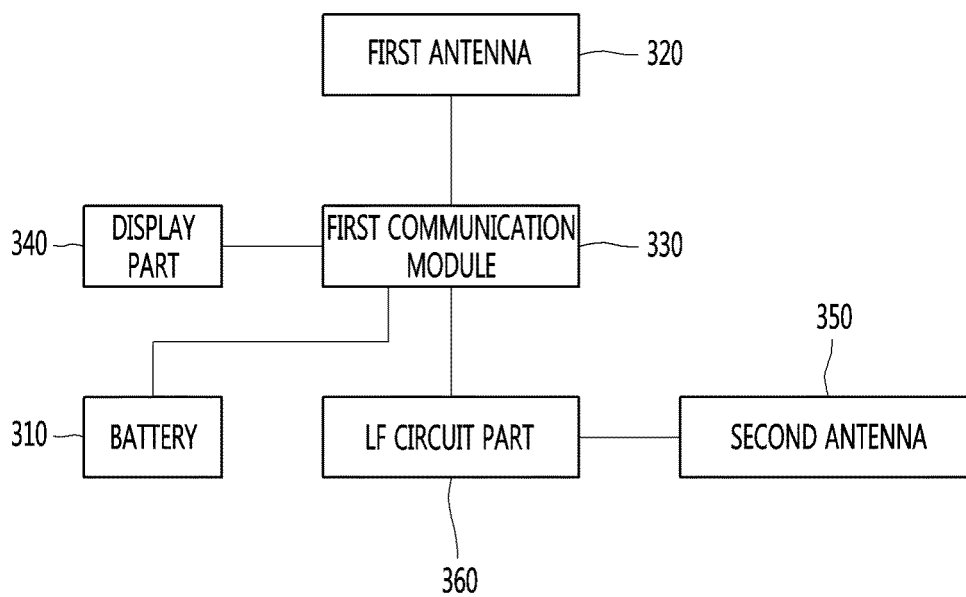 FIRST ANTENNA
320
DISPLAY
PART
340
FIRST COMMUNICATION
MODULE
330
350
310
BATTERY
LF CIRCUIT PART
SECOND ANTENNA
360